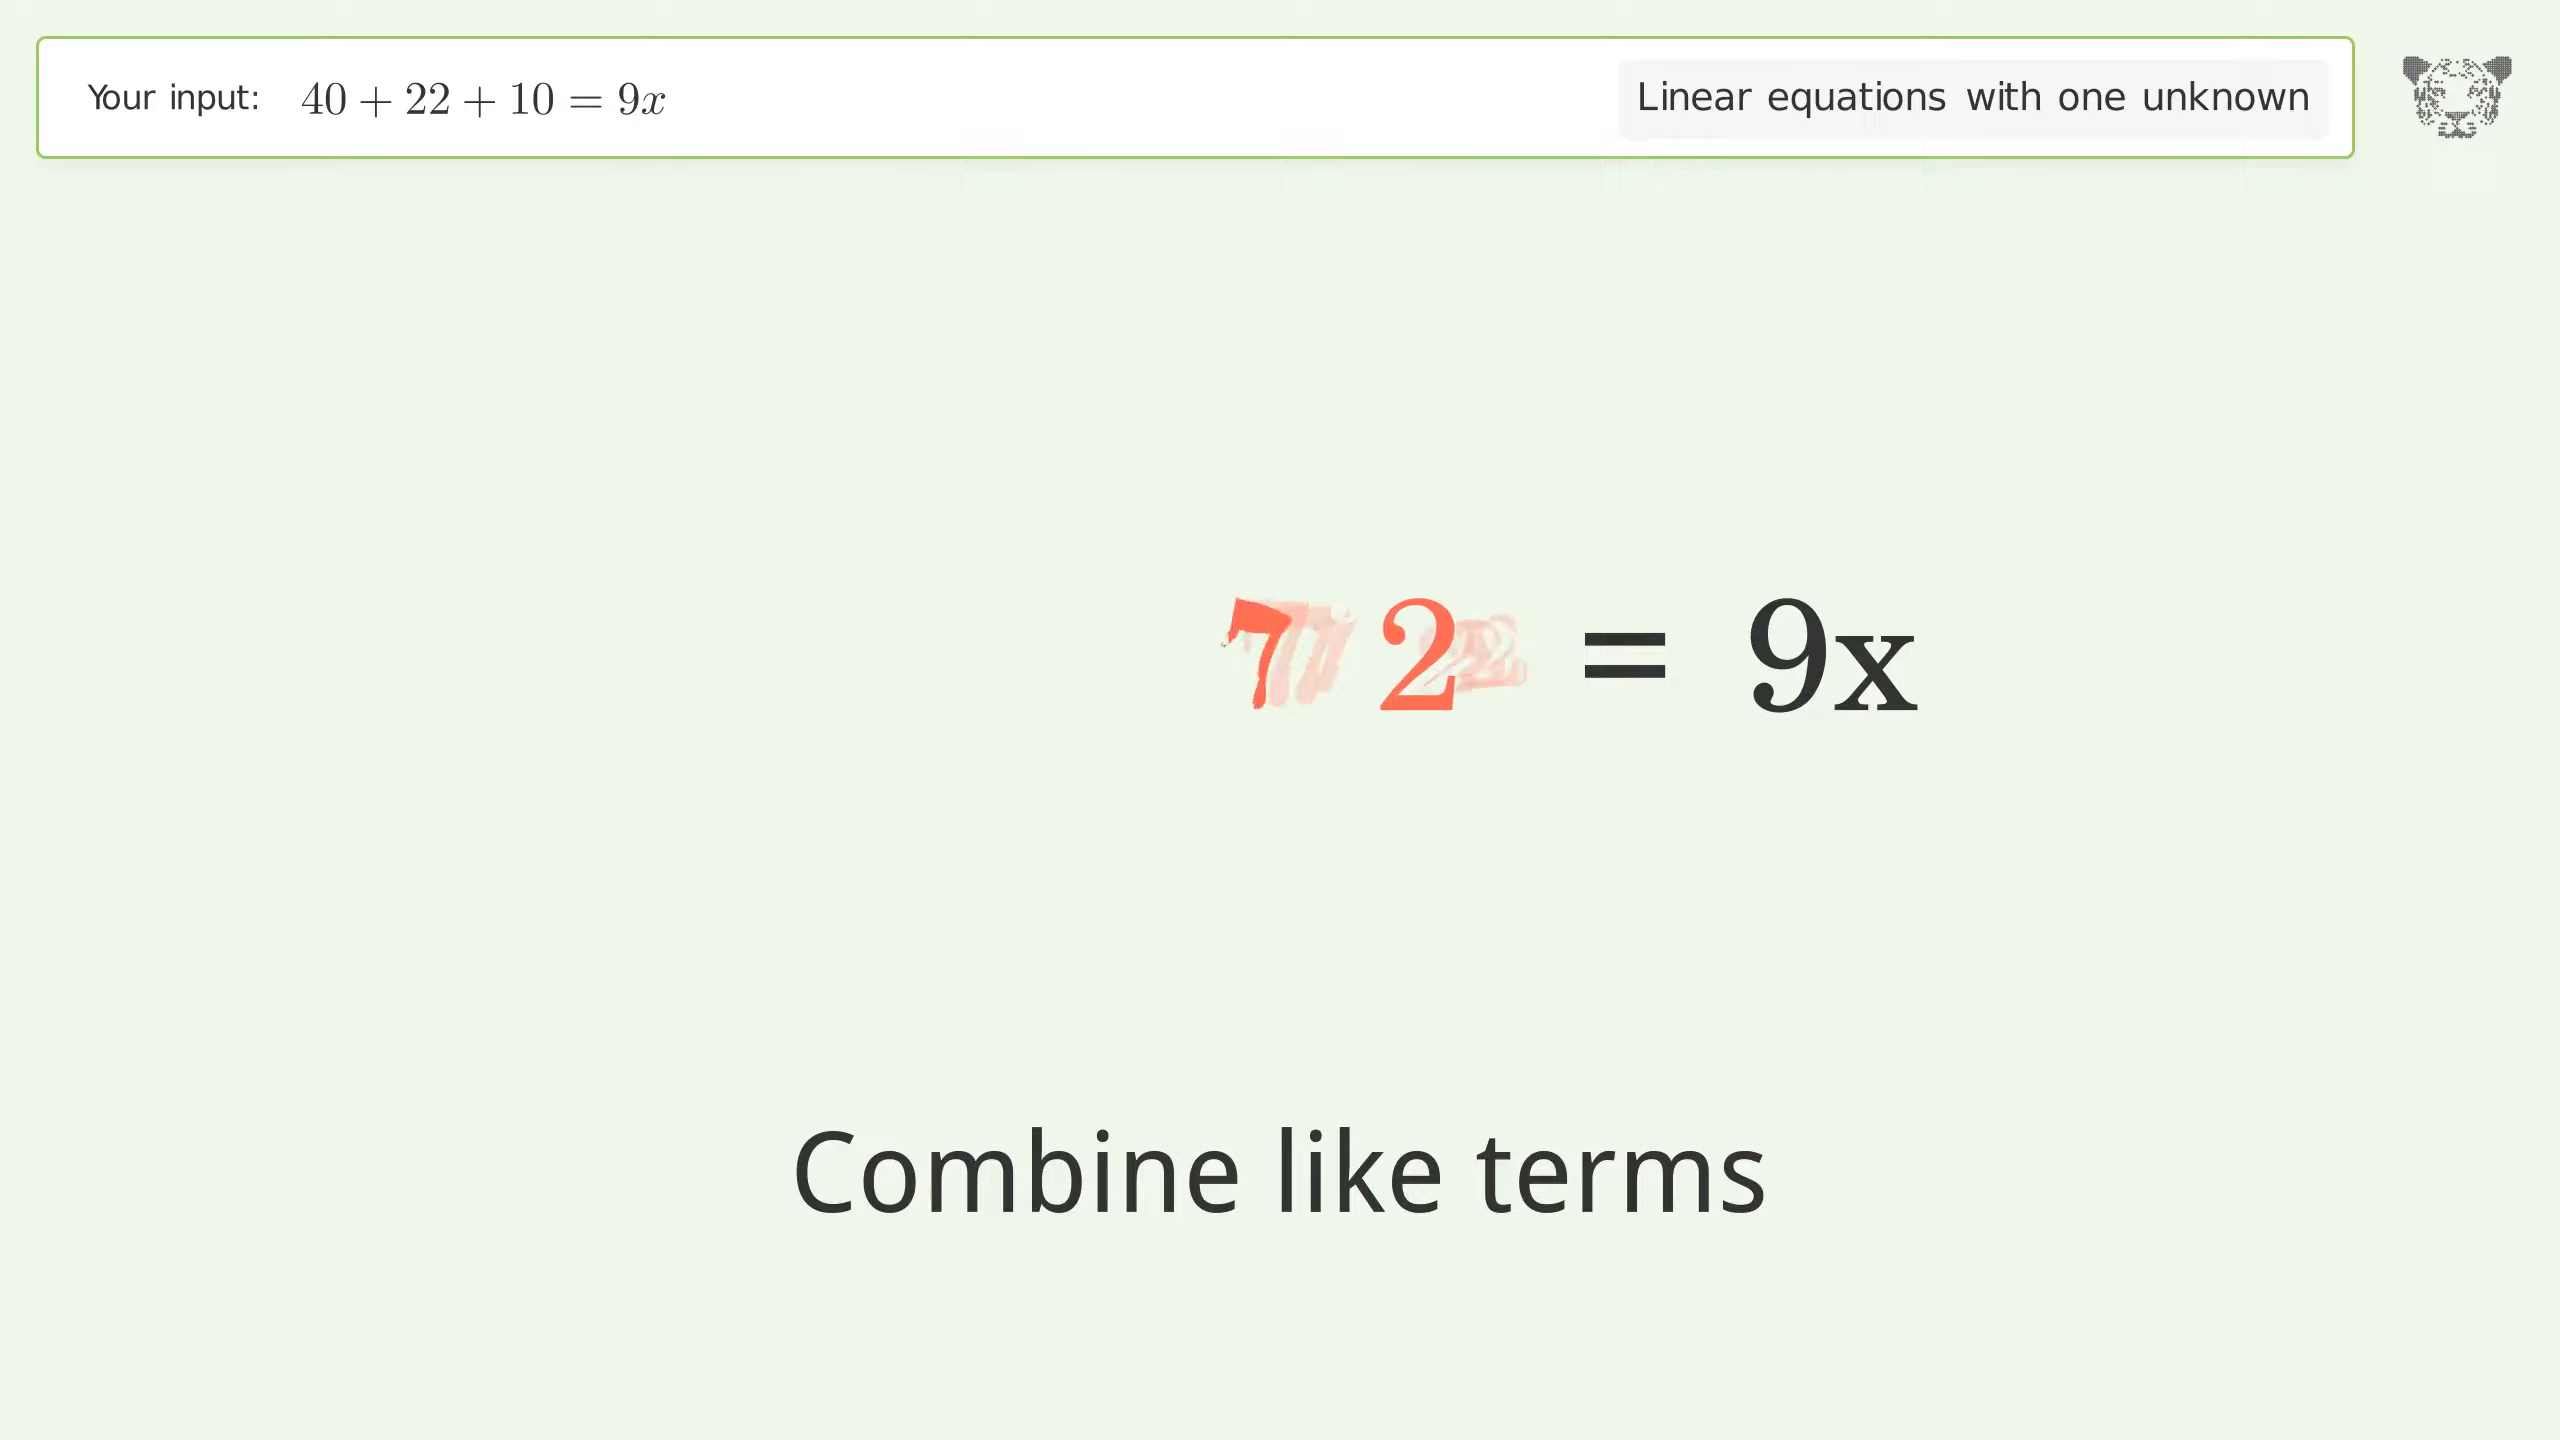 Your input: 40 + 22 + 10 = 9x
Linear equations with one unknown
72 = 9x
Combine like terms